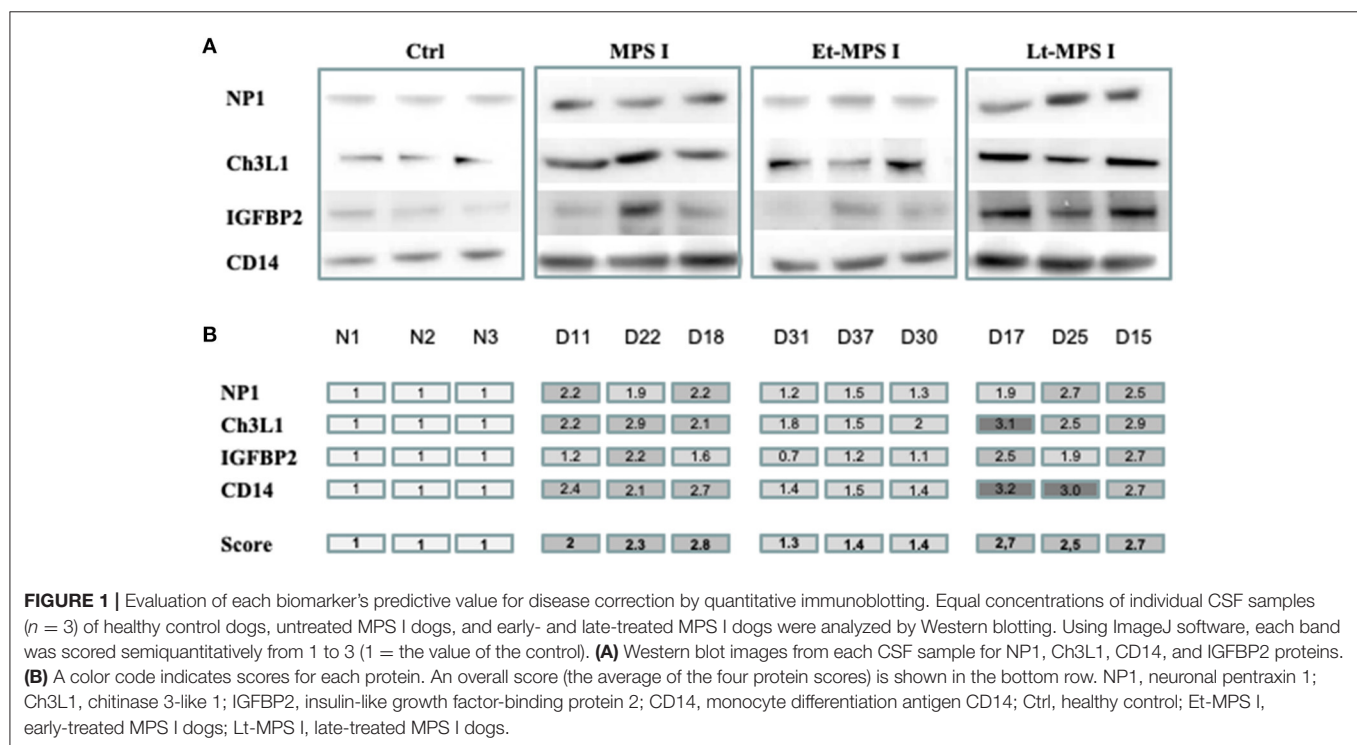 A
Ctrl MPS I Et-MPS I Lt-MPS I
NP1
Ch3L1
IGFBP2
CD14
B
N1 N2 N3 D11 D22 D18 D31 D37 D30 D17 D25 D15
NP1 1 1 1 2.2 1.9 2.2 1.2 1.5 1.3 1.9 2.7 2.5
Ch3L1 1 1 1 2.2 2.9 2.1 1.8 1.5 2 3.1 2.5 2.9
IGFBP2 1 1 1 1.2 2.2 1.6 0.7 1.2 1.1 2.5 1.9 2.7
CD14 1 1 1 2.4 2.1 2.7 1.4 1.5 1.4 3.2 3.0 2.7
Score 1 1 1 2 2.3 2.8 1.3 1.4 1.4 2,7 2,5 2.7
FIGURE 1 | Evaluation of each biomarker's predictive value for disease correction by quantitative immunoblotting. Equal concentrations of individual CSF samples
(n = 3) of healthy control dogs, untreated MPS I dogs, and early- and late-treated MPS I dogs were analyzed by Western blotting. Using ImageJ software, each band
was scored semiquantitatively from 1 to 3 (1 = the value of the control). (A) Western blot images from each CSF sample for NP1, Ch3L1, CD14, and IGFBP2 proteins.
(B) A color code indicates scores for each protein. An overall score (the average of the four protein scores) is shown in the bottom row. NP1, neuronal pentraxin 1;
Ch3L1, chitinase 3-like 1; IGFBP2, insulin-like growth factor-binding protein 2; CD14, monocyte differentiation antigen CD14; Ctrl, healthy control; Et-MPS I,
early-treated MPS I dogs; Lt-MPS I, late-treated MPS I dogs.